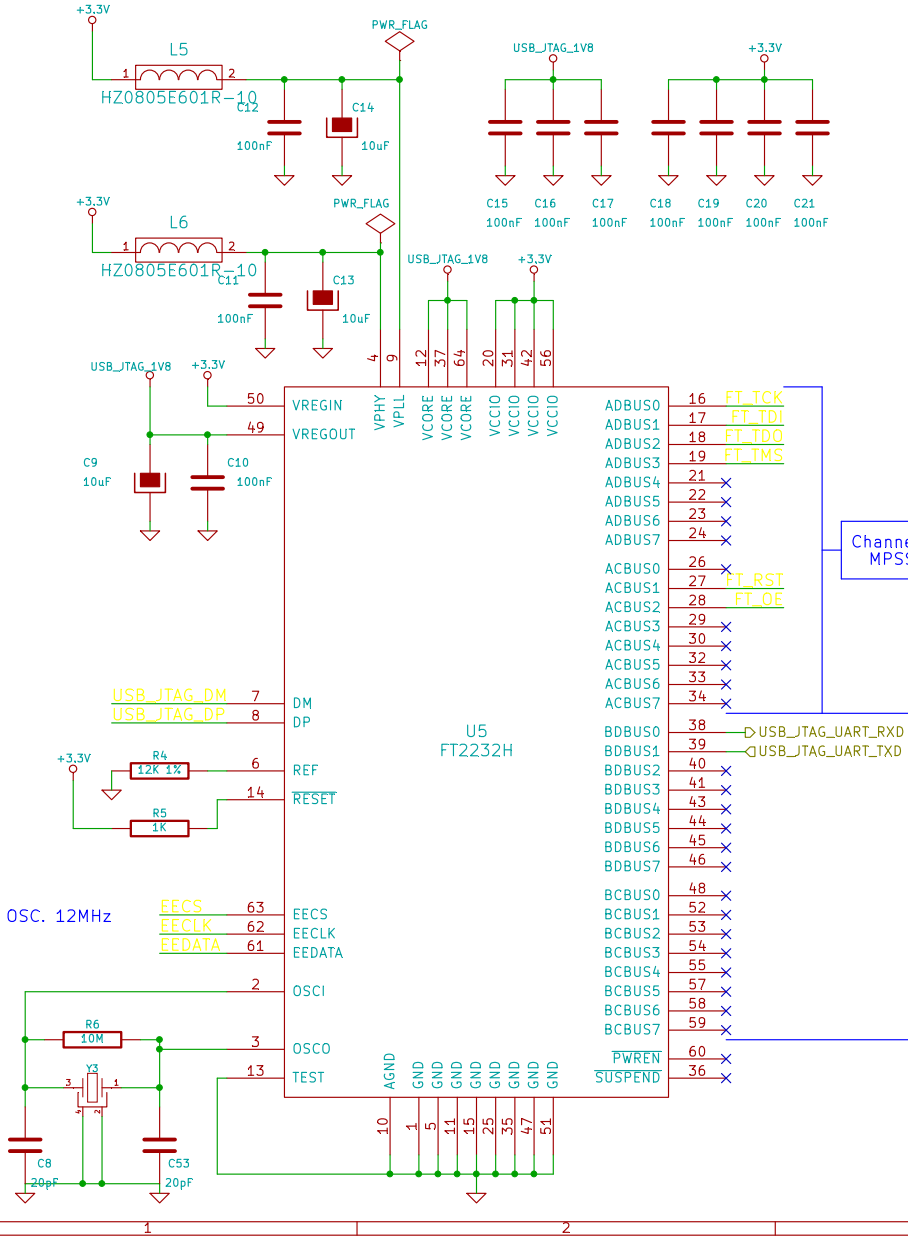 +3.3V
PWR_FLAG
L5
1 2
HZ0805E601R-10
C12
100nF
C14
10uF
USB_JTAG_1V8
+3.3V
C15 C16 C17 C18 C19 C20 C21
100nF 100nF 100nF 100nF 100nF 100nF 100nF
+3.3V
PWR_FLAG
L6
1 2
HZ0805E601R-10
C11
100nF
C13
10uF
USB_JTAG_1V8
+3.3V
USB_JTAG_1V8
+3.3V
4 9 12 37 64 20 31 42 56
VPHY VPLL VCORE VCORE VCORE VCCIO VCCIO VCCIO VCCIO
50 VREGIN
49 VREGOUT
C9
10uF
C10
100nF
ADBUS0 16 FT_TCK
ADBUS1 17 FT_TDI
ADBUS2 18 FT_TDO
ADBUS3 19 FT_TMS
ADBUS4 21
ADBUS5 22
ADBUS6 23
ADBUS7 24
Channe
MPS
ACBUS0 26
ACBUS1 27 FT_RST
ACBUS2 28 FT_OE
ACBUS3 29
ACBUS4 30
ACBUS5 32
ACBUS6 33
ACBUS7 34
USB_JTAG_DM 7 DM
USB_JTAG_DP 8 DP
U5
FT2232H
BDBUS0 38 USB_JTAG_UART_RXD
BDBUS1 39 USB_JTAG_UART_TXD
BDBUS2 40
BDBUS3 41
BDBUS4 43
BDBUS5 44
BDBUS6 45
BDBUS7 46
+3.3V
R4
12K 1%
6 REF
14 RESET
R5
1K
OSC. 12MHz
EECS 63 EECS
EECLK 62 EECLK
EEDATA 61 EEDATA
2 OSCI
BCBUS0 48
BCBUS1 52
BCBUS2 53
BCBUS3 54
BCBUS4 55
BCBUS5 57
BCBUS6 58
BCBUS7 59
R6
10M
3 OSCO
13 TEST
PWREN 60
SUSPEND 36
Y3
3 1
4 2
AGND GND GND GND GND GND GND GND GND
10 1 5 11 15 25 35 47 51
C8
20pF
C53
20pF
1 2